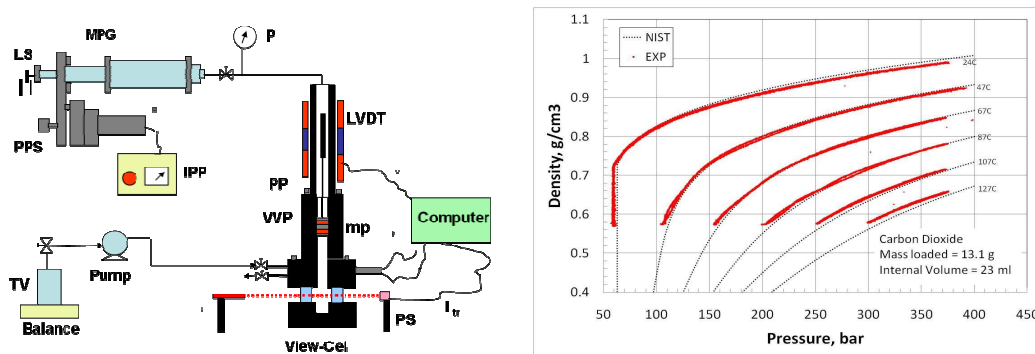 MPG
P
LS
PPS
IPP
LVDT
PP
VVP
mp
Computer
TV
Pump
Balance
PS
I tr
View-Cel
1.1
1
0.9
0.8
0.7
0.6
0.5
0.4
Density, g/cm3
NIST
EXP
24C
47C
67C
87C
107C
127C
Carbon Dioxide
Mass loaded = 13.1 g
Internal Volume = 23 ml
50 100 150 200 250 300 350 400 450
Pressure, bar